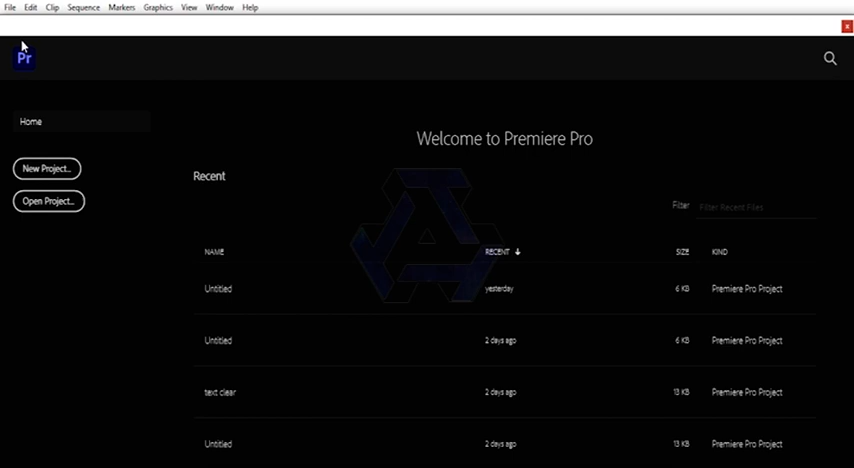 File Edit Clip Sequence Markers Graphics View Window Help
x
Pr
Home
Welcome to Premiere Pro
New Project...
Recent
Open Project...
Filter Filter Recent Files
NAME RECENT ↓ SIZE KIND
Untitled yesterday 6 KB Premiere Pro Project
Untitled 2 days ago 6 KB Premiere Pro Project
text clear 2 days ago 13 KB Premiere Pro Project
Untitled 2 days ago 13 KB Premiere Pro Project